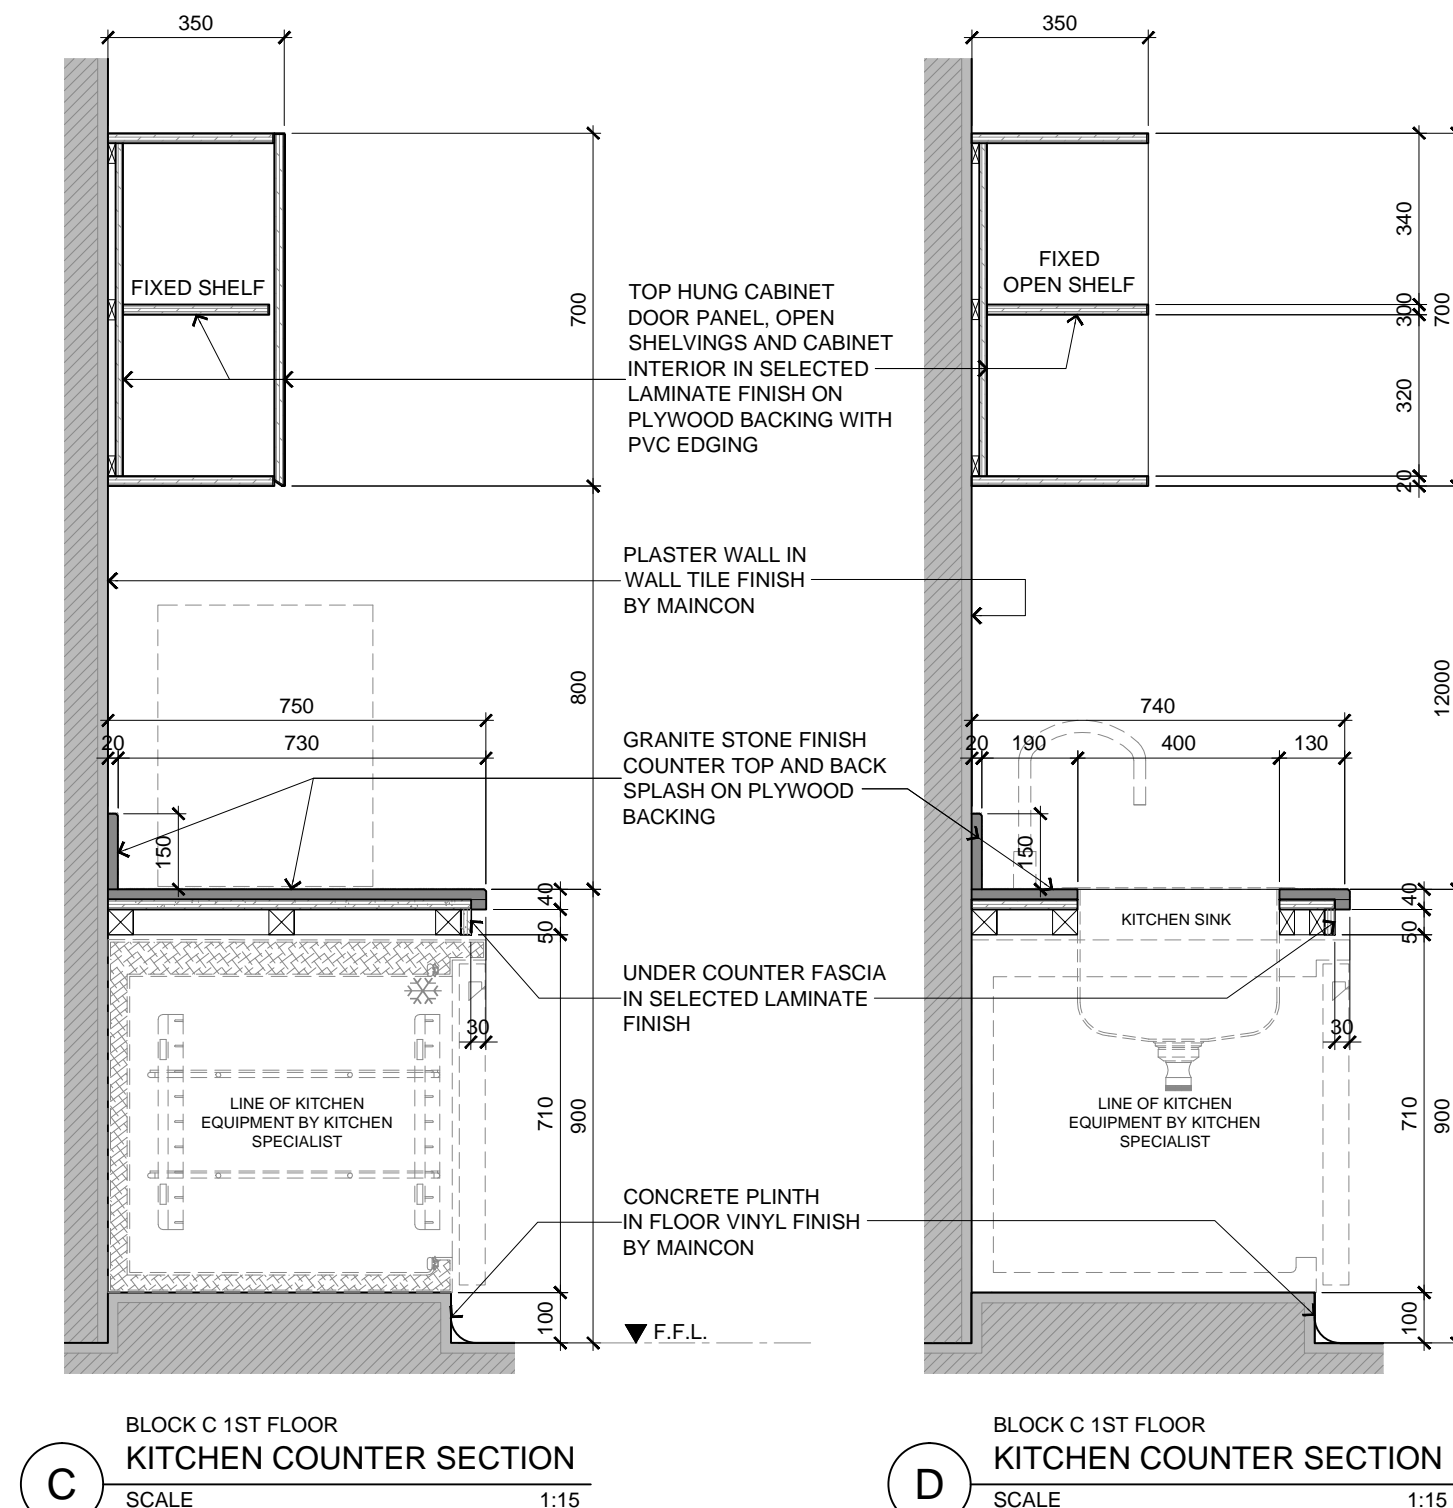 350
350
FIXED SHELF
FIXED
OPEN SHELF
TOP HUNG CABINET
DOOR PANEL, OPEN
SHELVINGS AND CABINET
INTERIOR IN SELECTED
LAMINATE FINISH ON
PLYWOOD BACKING WITH
PVC EDGING
700
340
300
700
320
20
PLASTER WALL IN
WALL TILE FINISH
BY MAINCON
800
12000
750
20
730
740
20
190
400
130
GRANITE STONE FINISH
COUNTER TOP AND BACK
SPLASH ON PLYWOOD
BACKING
150
150
40
50
40
50
KITCHEN SINK
UNDER COUNTER FASCIA
IN SELECTED LAMINATE
FINISH
30
30
LINE OF KITCHEN
EQUIPMENT BY KITCHEN
SPECIALIST
LINE OF KITCHEN
EQUIPMENT BY KITCHEN
SPECIALIST
710
900
710
900
CONCRETE PLINTH
IN FLOOR VINYL FINISH
BY MAINCON
100
100
F.F.L.
BLOCK C 1ST FLOOR
C KITCHEN COUNTER SECTION
SCALE 1:15
BLOCK C 1ST FLOOR
D KITCHEN COUNTER SECTION
SCALE 1:15